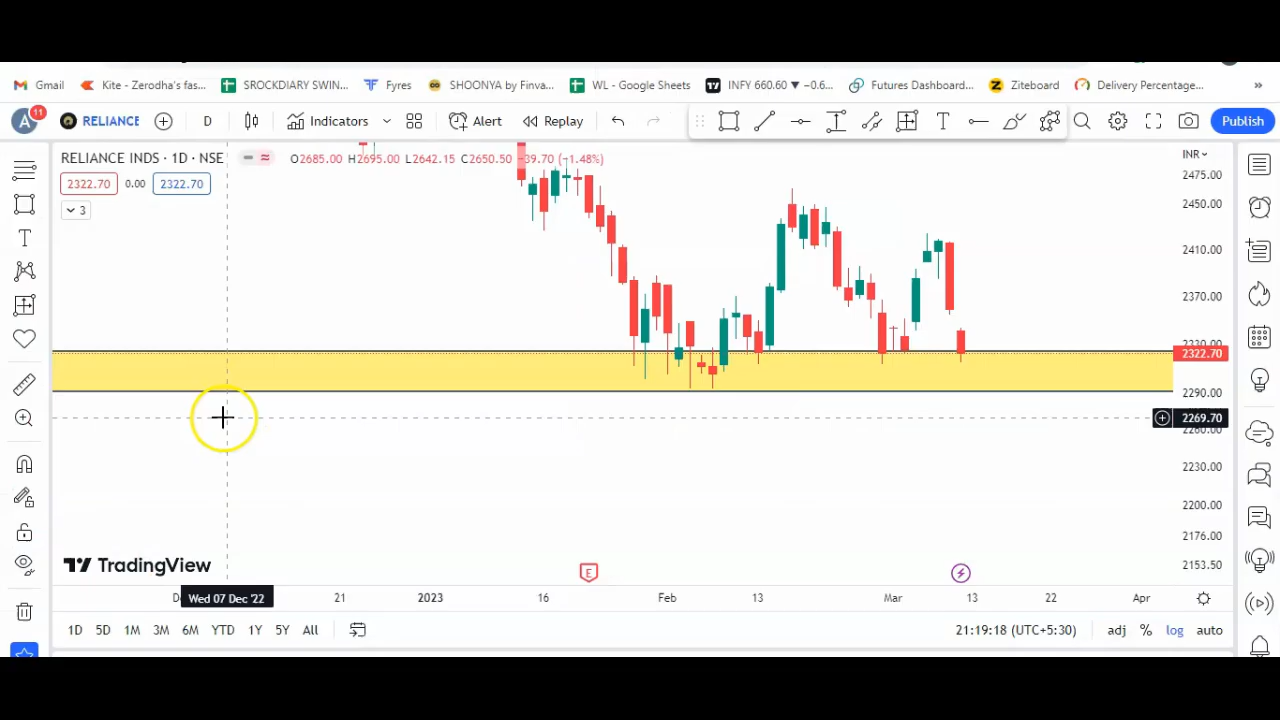 Gmail Kite - Zerodha's fas... SROCKDIARY SWIN... Fyres SHOONYA by Finva... WL - Google Sheets INFY 660.60 ▼ −0.6... Futures Dashboard... Ziteboard Delivery Percentage... »
A 11 RELIANCE D Indicators Alert Replay T Publish
RELIANCE INDS · 1D · NSE O2685.00 H2695.00 L2642.15 C2650.50 −39.70 (−1.48%) INR
2322.70 0.00 2322.70
3
2475.00
2450.00
2410.00
2370.00
2330.00
2322.70
2290.00
2269.70
2260.00
2230.00
2200.00
2176.00
2153.50
T
TradingView
E
Wed 07 Dec '22 21 2023 16 Feb 13 Mar 13 22 Apr
1D 5D 1M 3M 6M YTD 1Y 5Y All 21:19:18 (UTC+5:30) adj % log auto